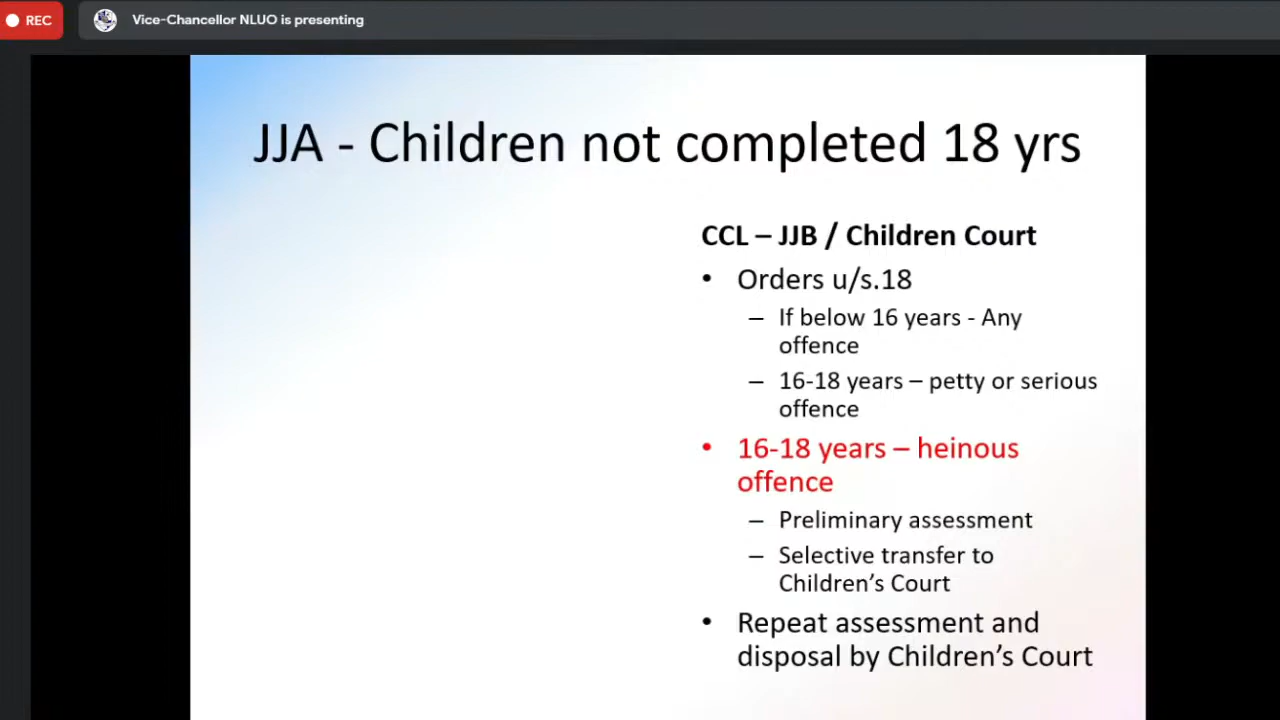 REC
Vice-Chancellor NLUO is presenting
JJA - Children not completed 18 yrs
CCL – JJB / Children Court
• Orders u/s.18
– If below 16 years - Any
offence
– 16-18 years – petty or serious
offence
• 16-18 years – heinous
offence
– Preliminary assessment
– Selective transfer to
Children’s Court
• Repeat assessment and
disposal by Children’s Court